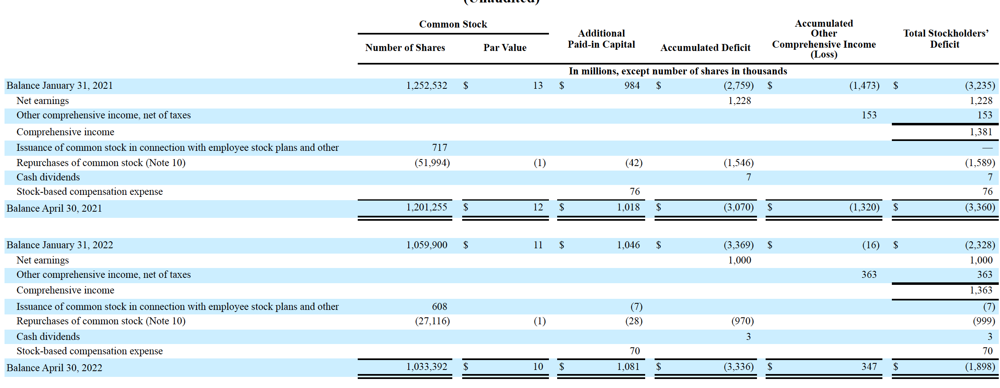 (Unaudited)
Common Stock
Additional Paid-in Capital
Accumulated Other Comprehensive Income (Loss)
Total Stockholders’ Deficit
Number of Shares Par Value Accumulated Deficit
In millions, except number of shares in thousands
Balance January 31, 2021 1,252,532 $ 13 $ 984 $ (2,759) $ (1,473) $ (3,235)
Net earnings 1,228 1,228
Other comprehensive income, net of taxes 153 153
Comprehensive income 1,381
Issuance of common stock in connection with employee stock plans and other 717 —
Repurchases of common stock (Note 10) (51,994) (1) (42) (1,546) (1,589)
Cash dividends 7 7
Stock-based compensation expense 76 76
Balance April 30, 2021 1,201,255 $ 12 $ 1,018 $ (3,070) $ (1,320) $ (3,360)
Balance January 31, 2022 1,059,900 $ 11 $ 1,046 $ (3,369) $ (16) $ (2,328)
Net earnings 1,000 1,000
Other comprehensive income, net of taxes 363 363
Comprehensive income 1,363
Issuance of common stock in connection with employee stock plans and other 608 (7) (7)
Repurchases of common stock (Note 10) (27,116) (1) (28) (970) (999)
Cash dividends 3 3
Stock-based compensation expense 70 70
Balance April 30, 2022 1,033,392 $ 10 $ 1,081 $ (3,336) $ 347 $ (1,898)